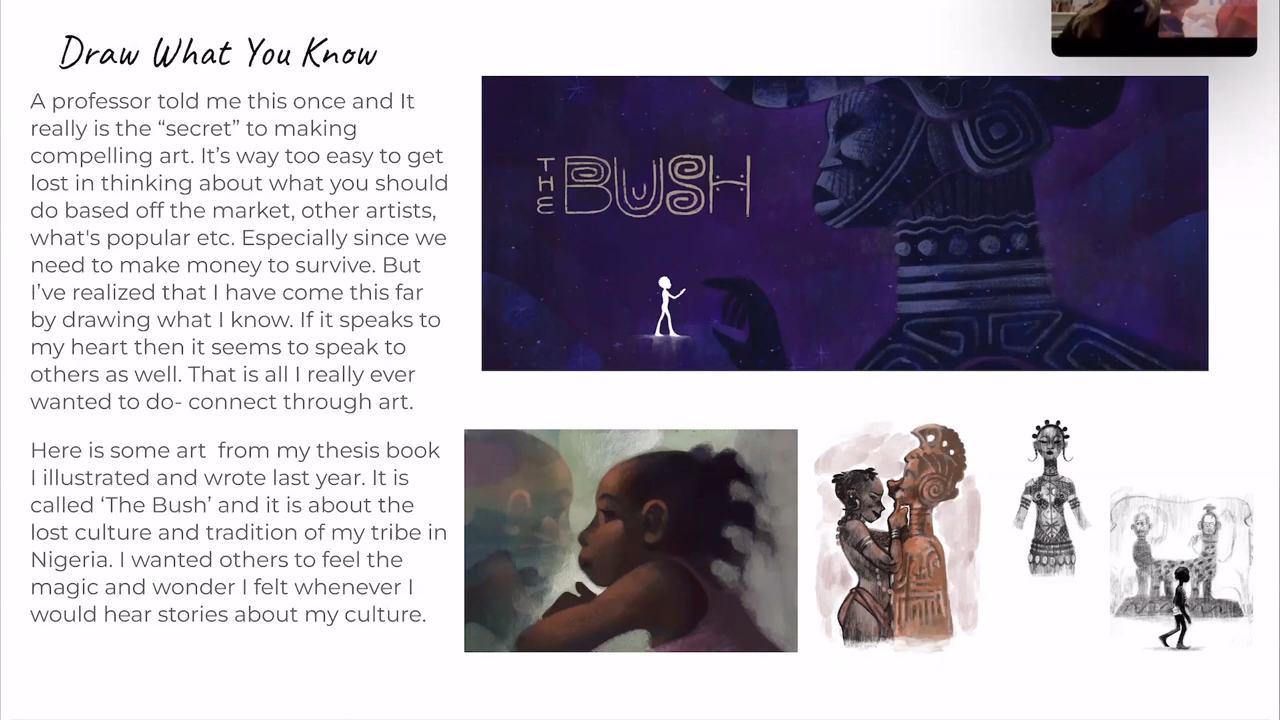 Draw What You Know
A professor told me this once and It
really is the “secret” to making
compelling art. It’s way too easy to get
lost in thinking about what you should
do based off the market, other artists,
what's popular etc. Especially since we
need to make money to survive. But
I’ve realized that I have come this far
by drawing what I know. If it speaks to
my heart then it seems to speak to
others as well. That is all I really ever
wanted to do- connect through art.
Here is some art  from my thesis book
I illustrated and wrote last year. It is
called ‘The Bush’ and it is about the
lost culture and tradition of my tribe in
Nigeria. I wanted others to feel the
magic and wonder I felt whenever I
would hear stories about my culture.
THE BUSH